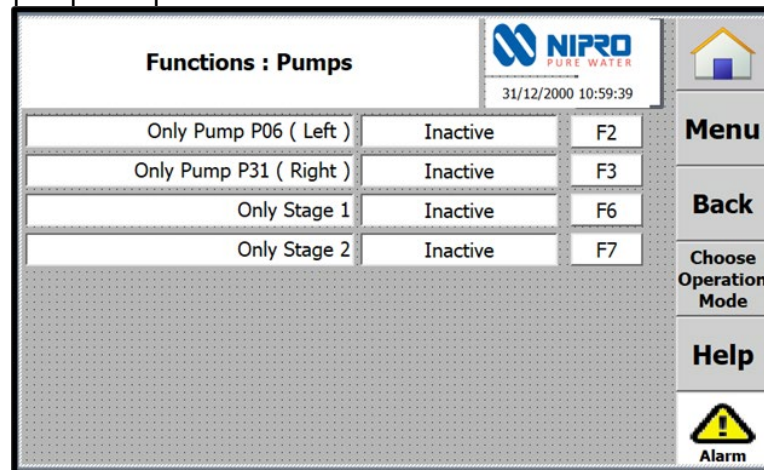 Functions : Pumps
NIPRO
PURE WATER
31/12/2000 10:59:39
Only Pump P06 ( Left ) Inactive F2
Only Pump P31 ( Right ) Inactive F3
Only Stage 1 Inactive F6
Only Stage 2 Inactive F7
Menu
Back
Choose
Operation
Mode
Help
Alarm